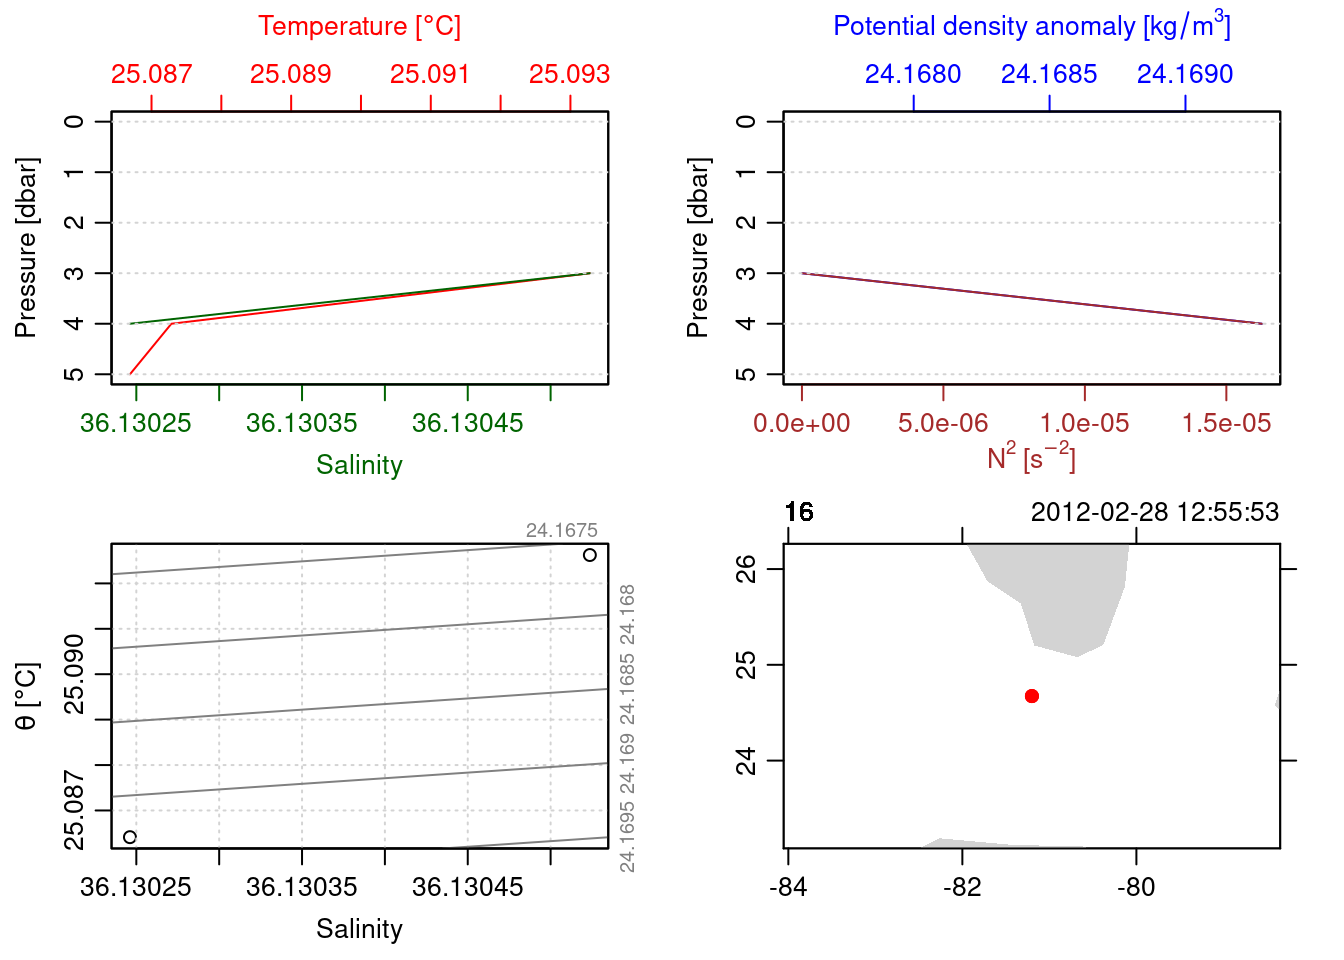 Temperature [°C]
25.087 25.089 25.091 25.093
Pressure [dbar]
0
1
2
3
4
5
36.13025 36.13035 36.13045
Salinity
Potential density anomaly [kg/m³]
24.1680 24.1685 24.1690
Pressure [dbar]
0
1
2
3
4
5
0.0e+00 5.0e-06 1.0e-05 1.5e-05
N² [s⁻²]
24.1675
24.168
24.1685
24.169
24.1695
θ [°C]
25.090
25.087
36.13025 36.13035 36.13045
Salinity
16 2012-02-28 12:55:53
26
25
24
-84 -82 -80